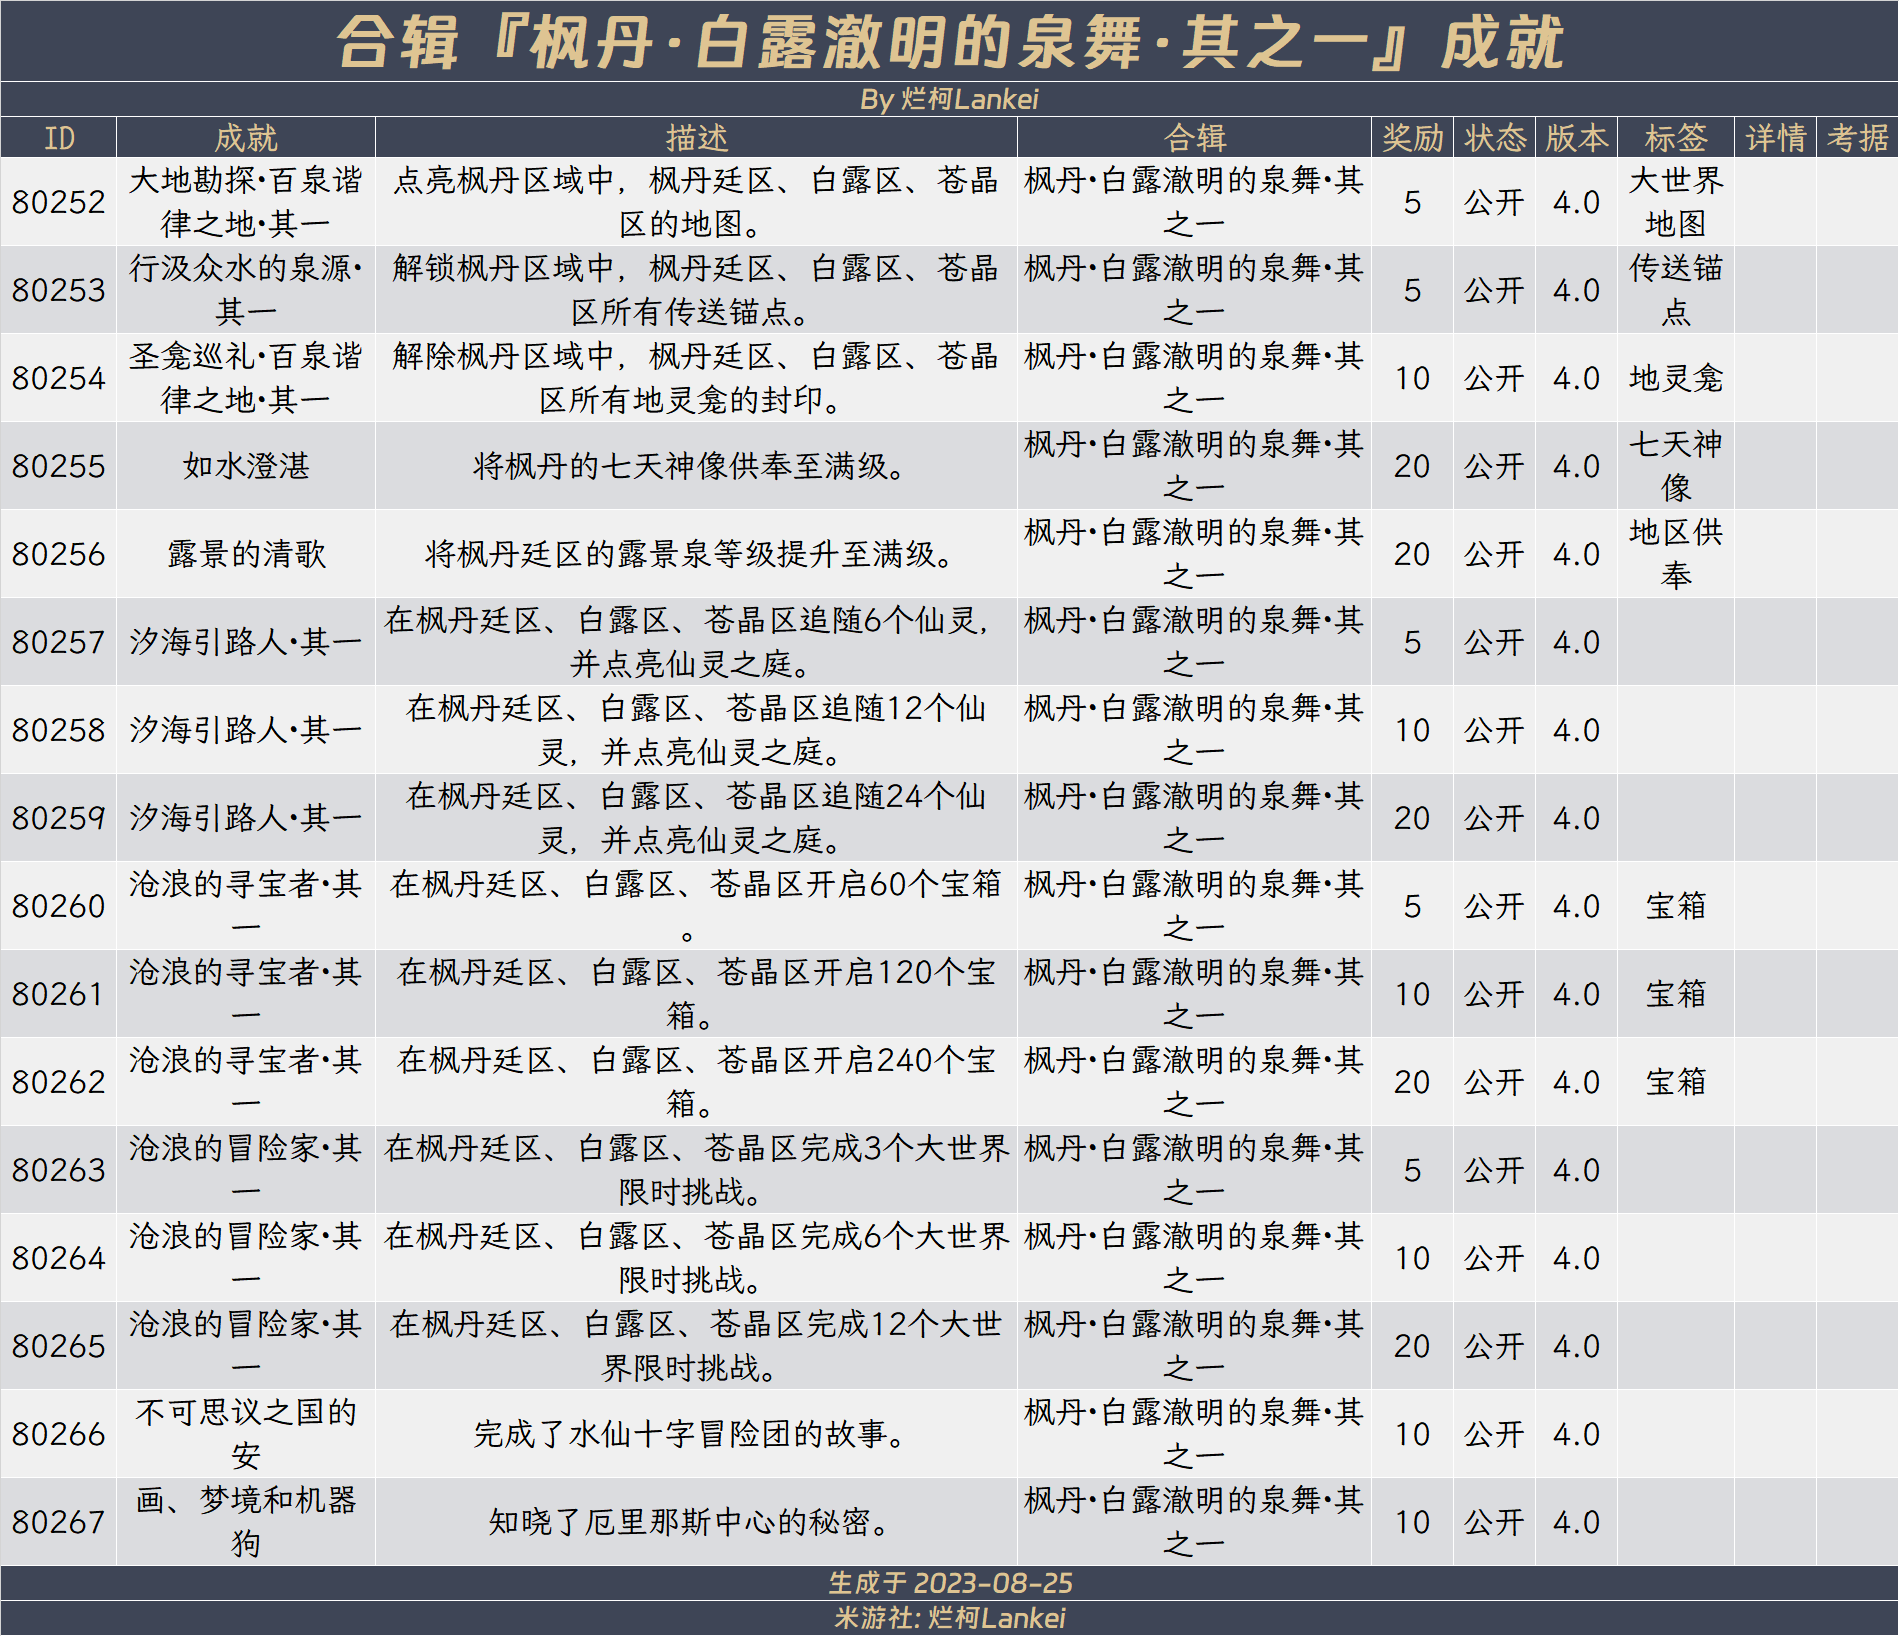 合辑『枫丹·白露澈明的泉舞·其之一』成就
By 烂柯Lankei
ID 成就 描述 合辑 奖励 状态 版本 标签 详情 考据
80252 大地勘探·百泉谐律之地·其一 点亮枫丹区域中，枫丹廷区、白露区、苍晶区的地图。 枫丹·白露澈明的泉舞·其之一 5 公开 4.0 大世界地图
80253 行汲众水的泉源·其一 解锁枫丹区域中，枫丹廷区、白露区、苍晶区所有传送锚点。 枫丹·白露澈明的泉舞·其之一 5 公开 4.0 传送锚点
80254 圣龛巡礼·百泉谐律之地·其一 解除枫丹区域中，枫丹廷区、白露区、苍晶区所有地灵龛的封印。 枫丹·白露澈明的泉舞·其之一 10 公开 4.0 地灵龛
80255 如水澄湛 将枫丹的七天神像供奉至满级。 枫丹·白露澈明的泉舞·其之一 20 公开 4.0 七天神像
80256 露景的清歌 将枫丹廷区的露景泉等级提升至满级。 枫丹·白露澈明的泉舞·其之一 20 公开 4.0 地区供奉
80257 汐海引路人·其一 在枫丹廷区、白露区、苍晶区追随6个仙灵，并点亮仙灵之庭。 枫丹·白露澈明的泉舞·其之一 5 公开 4.0
80258 汐海引路人·其一 在枫丹廷区、白露区、苍晶区追随12个仙灵，并点亮仙灵之庭。 枫丹·白露澈明的泉舞·其之一 10 公开 4.0
80259 汐海引路人·其一 在枫丹廷区、白露区、苍晶区追随24个仙灵，并点亮仙灵之庭。 枫丹·白露澈明的泉舞·其之一 20 公开 4.0
80260 沧浪的寻宝者·其一 在枫丹廷区、白露区、苍晶区开启60个宝箱。 枫丹·白露澈明的泉舞·其之一 5 公开 4.0 宝箱
80261 沧浪的寻宝者·其一 在枫丹廷区、白露区、苍晶区开启120个宝箱。 枫丹·白露澈明的泉舞·其之一 10 公开 4.0 宝箱
80262 沧浪的寻宝者·其一 在枫丹廷区、白露区、苍晶区开启240个宝箱。 枫丹·白露澈明的泉舞·其之一 20 公开 4.0 宝箱
80263 沧浪的冒险家·其一 在枫丹廷区、白露区、苍晶区完成3个大世界限时挑战。 枫丹·白露澈明的泉舞·其之一 5 公开 4.0
80264 沧浪的冒险家·其一 在枫丹廷区、白露区、苍晶区完成6个大世界限时挑战。 枫丹·白露澈明的泉舞·其之一 10 公开 4.0
80265 沧浪的冒险家·其一 在枫丹廷区、白露区、苍晶区完成12个大世界限时挑战。 枫丹·白露澈明的泉舞·其之一 20 公开 4.0
80266 不可思议之国的安 完成了水仙十字冒险团的故事。 枫丹·白露澈明的泉舞·其之一 10 公开 4.0
80267 画、梦境和机器狗 知晓了厄里那斯中心的秘密。 枫丹·白露澈明的泉舞·其之一 10 公开 4.0
生成于 2023-08-25
米游社: 烂柯Lankei